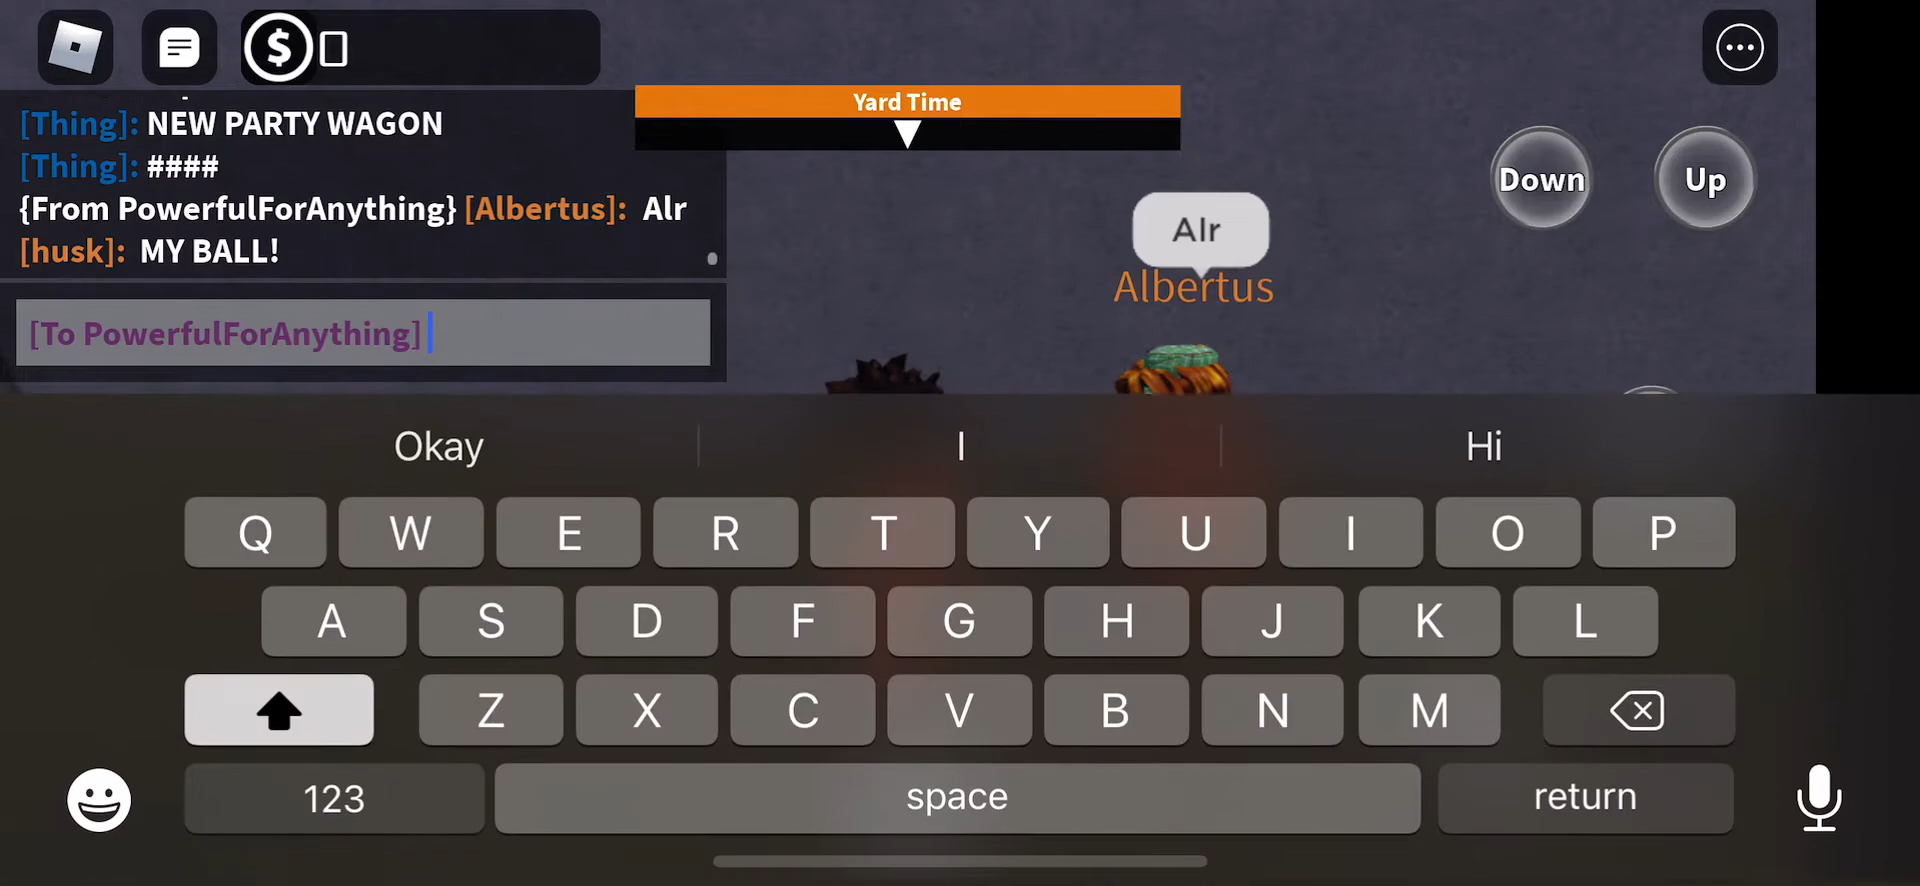 $
Yard Time
[Thing]: NEW PARTY WAGON
[Thing]: ####
{From PowerfulForAnything} [Albertus]: Alr
[husk]: MY BALL!
[To PowerfulForAnything]
Down Up
Alr
Albertus
Okay I Hi
Q W E R T Y U I O P
A S D F G H J K L
Z X C V B N M
123 space return